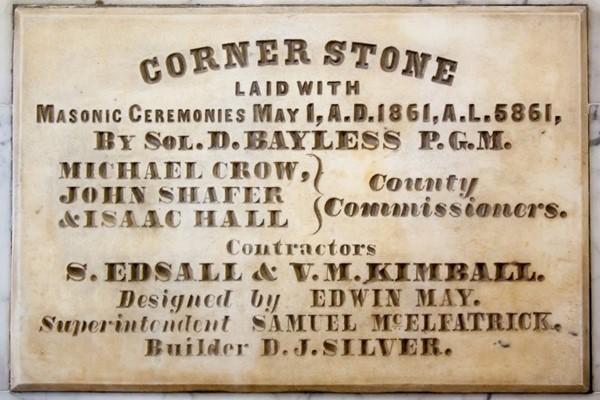 CORNER STONE
LAID WITH
MASONIC CEREMONIES MAY 1, A.D. 1861, A.L. 5861,
BY SOL. D. BAYLESS P.G.M.
MICHAEL CROW,
JOHN SHAFER
& ISAAC HALL
County
Commissioners.
Contractors
S. EDSALL & V. M. KIMBALL.
Designed by EDWIN MAY.
Superintendent SAMUEL McELFATRICK.
Builder D. J. SILVER.